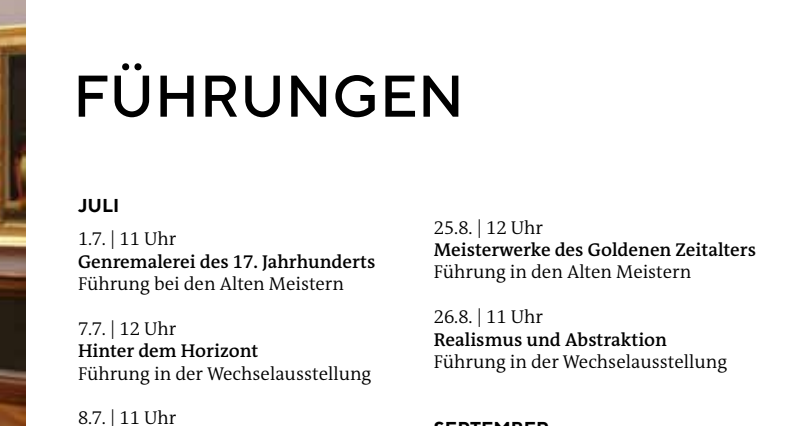 FÜHRUNGEN
JULI
1.7. | 11 Uhr
Genremalerei des 17. Jahrhunderts
Führung bei den Alten Meistern
7.7. | 12 Uhr
Hinter dem Horizont
Führung in der Wechselausstellung
8.7. | 11 Uhr
25.8. | 12 Uhr
Meisterwerke des Goldenen Zeitalters
Führung in den Alten Meistern
26.8. | 11 Uhr
Realismus und Abstraktion
Führung in der Wechselausstellung
SEPTEMBER